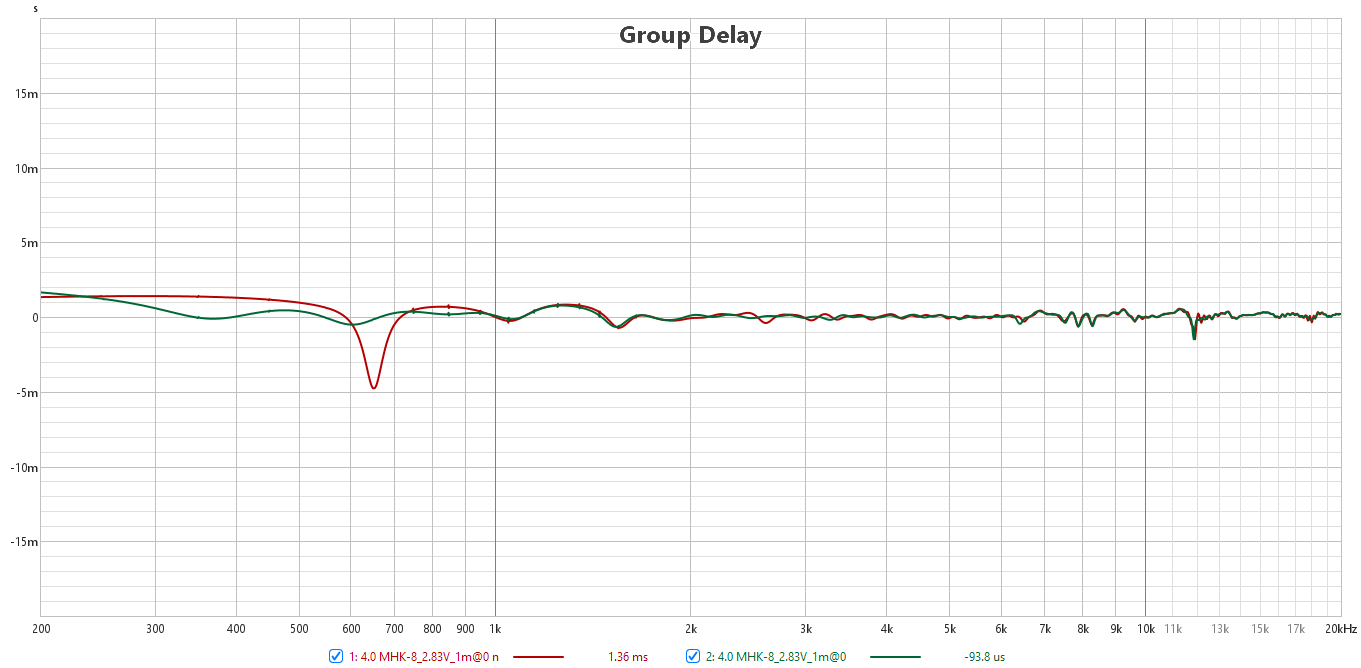 s
Group Delay
15m
10m
5m
0
-5m
-10m
-15m
200 300 400 500 600 700 800 900 1k 2k 3k 4k 5k 6k 7k 8k 9k 10k 11k 13k 15k 17k 20kHz
1: 4.0 MHK-8_2.83V_1m@0 n 1.36 ms 2: 4.0 MHK-8_2.83V_1m@0 -93.8 us